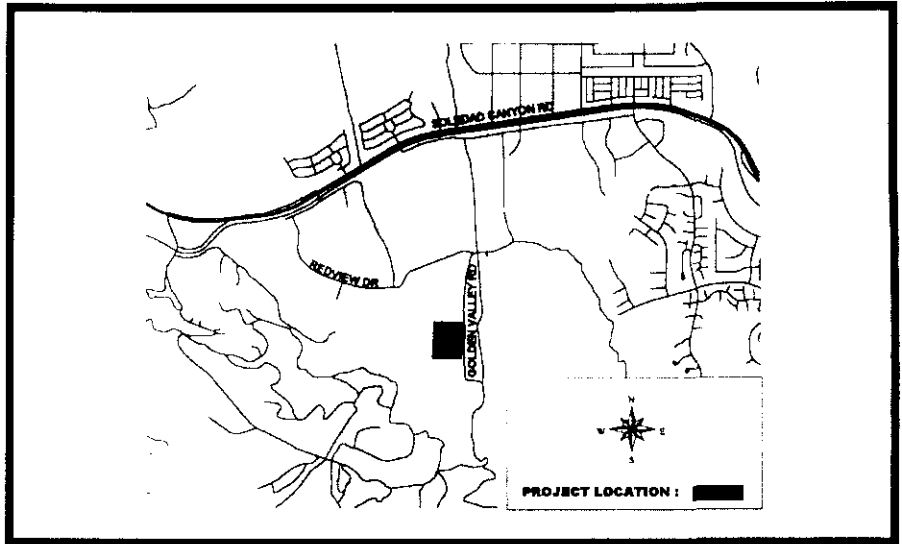 SOLEDAD CANYON RD
REDVIEW DR
GOLDEN VALLEY RD
N
W E
S
PROJECT LOCATION :